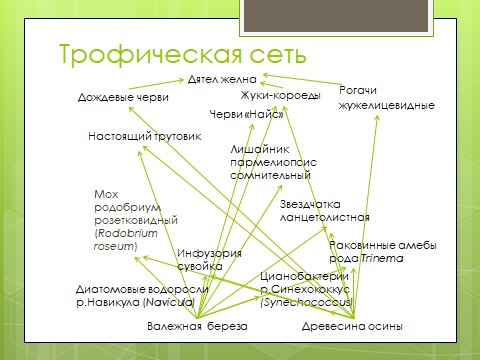 Трофическая сеть
Дятел желна
Дождевые черви
Жуки-короеды
Рогачи
жужелицевидные
Черви «Найс»
Настоящий трутовик
Лишайник
пармелиопсис
сомнительный
Мох
родобриум
розетковидный
(Rodobrium
roseum)
Звездчатка
ланцетолистная
Инфузория
сувойка
Раковинные амебы
рода Trinema
Диатомовые водоросли
р.Навикула (Navicula)
Цианобактерии
р.Синехококкус
(Synechococcus)
Валежная береза
Древесина осины